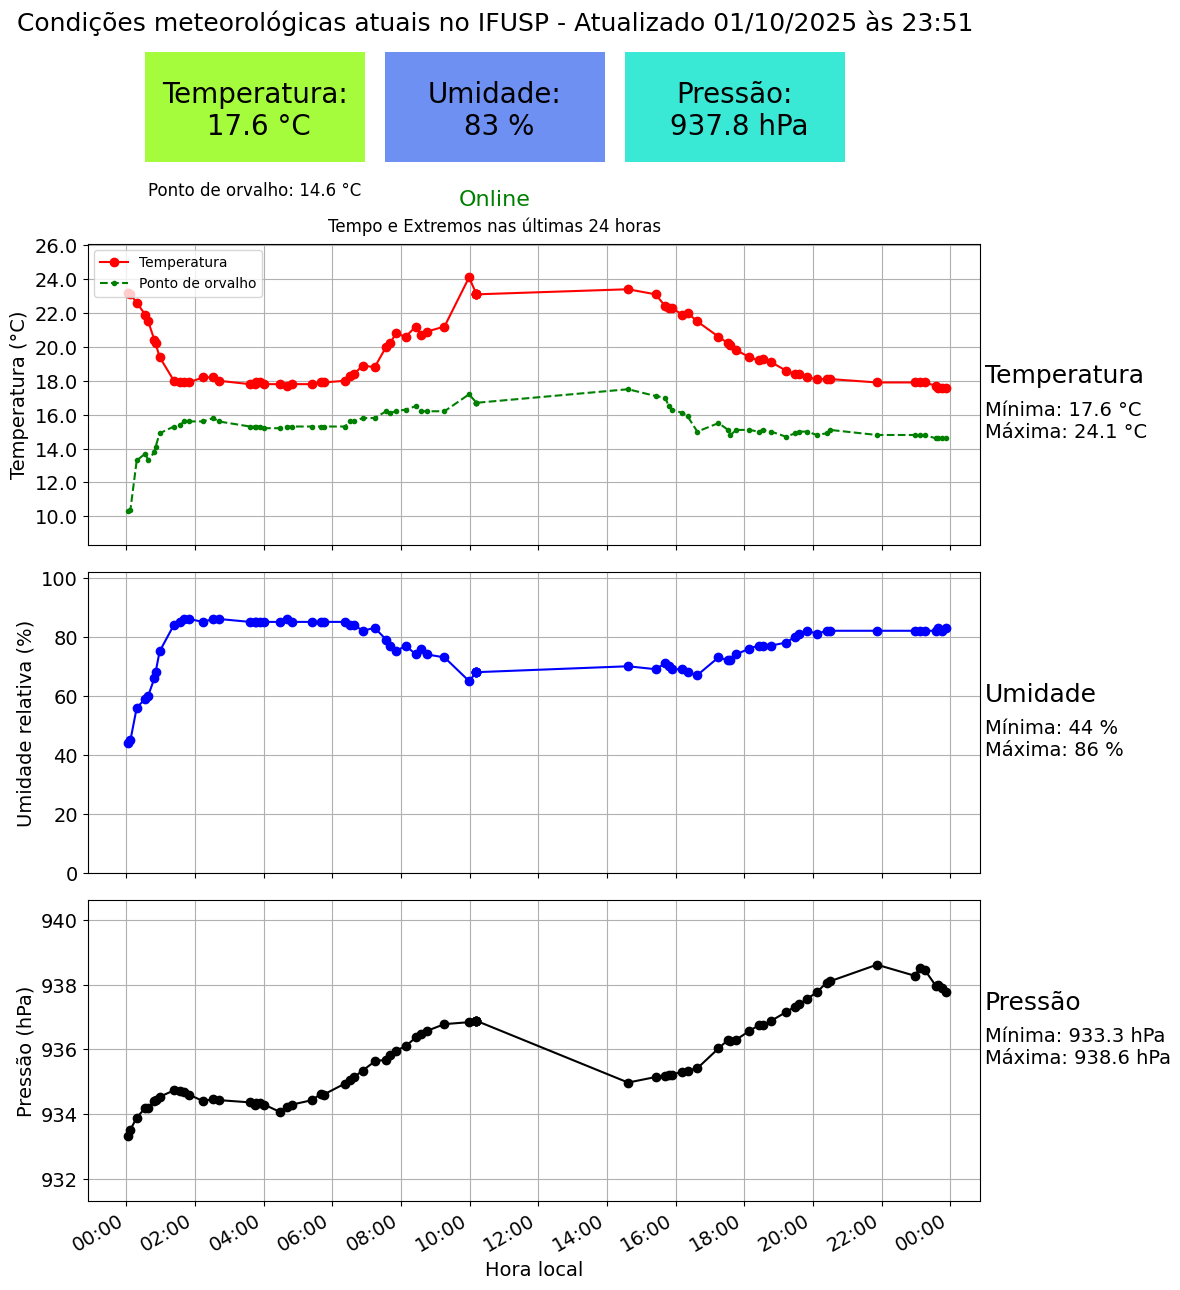 Condições meteorológicas atuais no IFUSP - Atualizado 01/10/2025 às 23:51
Temperatura:
17.6 °C
Umidade:
83 %
Pressão:
937.8 hPa
Ponto de orvalho: 14.6 °C
Online
Tempo e Extremos nas últimas 24 horas
Temperatura
Ponto de orvalho
Temperatura (°C)
26.0
24.0
22.0
20.0
18.0
16.0
14.0
12.0
10.0
Temperatura
Mínima: 17.6 °C
Máxima: 24.1 °C
Umidade relativa (%)
100
80
60
40
20
0
Umidade
Mínima: 44 %
Máxima: 86 %
Pressão (hPa)
940
938
936
934
932
Pressão
Mínima: 933.3 hPa
Máxima: 938.6 hPa
00:00 02:00 04:00 06:00 08:00 10:00 12:00 14:00 16:00 18:00 20:00 22:00 00:00
Hora local